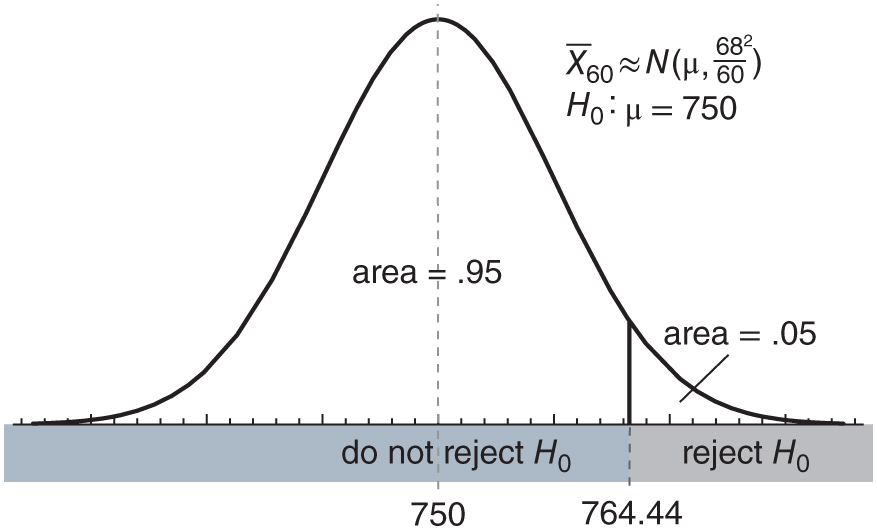 X̅₆₀ ≈ N(μ, 68²/60)
H₀: μ = 750
area = .95
area = .05
do not reject H₀
reject H₀
750
764.44